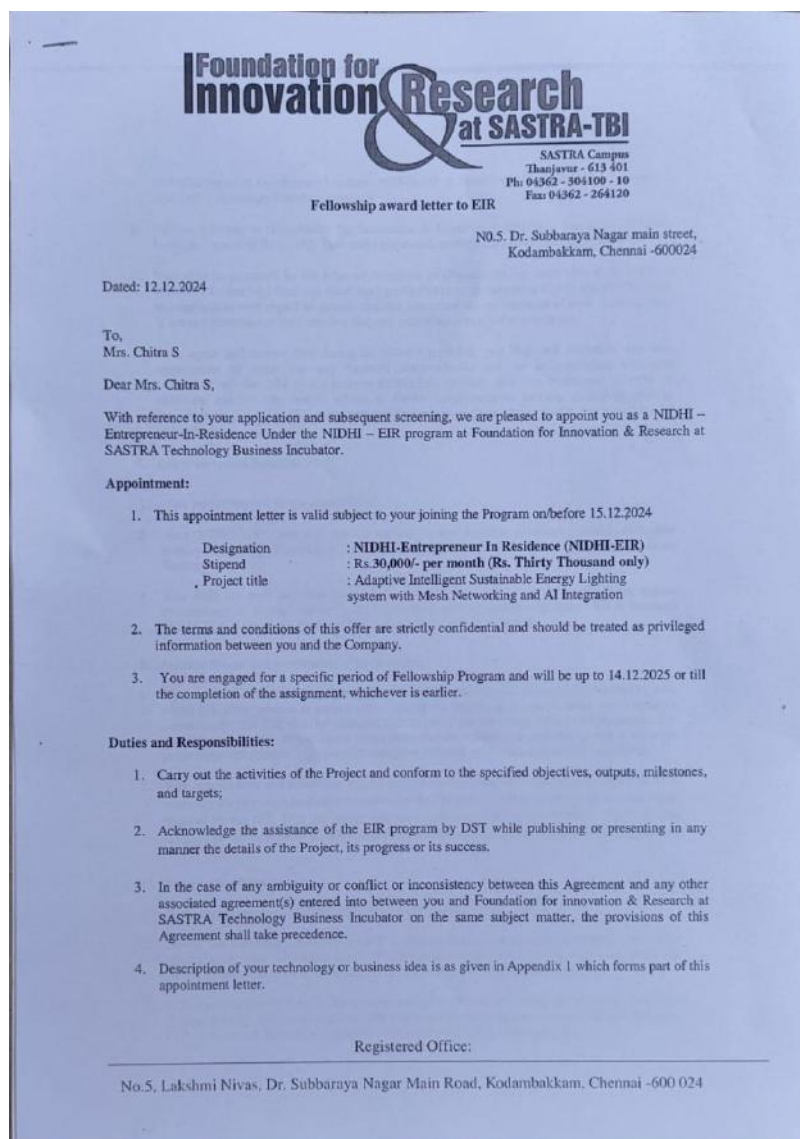 Foundation for
Innovation & Research
at SASTRA-TBI
SASTRA Campus
Thanjavur - 613 401
Ph: 04362 - 304100 - 10
Fax: 04362 - 264120
Fellowship award letter to EIR
N0.5. Dr. Subbaraya Nagar main street,
Kodambakkam, Chennai -600024
Dated: 12.12.2024
To,
Mrs. Chitra S
Dear Mrs. Chitra S,
With reference to your application and subsequent screening, we are pleased to appoint you as a NIDHI –
Entrepreneur-In-Residence Under the NIDHI – EIR program at Foundation for Innovation & Research at
SASTRA Technology Business Incubator.
Appointment:
1. This appointment letter is valid subject to your joining the Program on/before 15.12.2024
Designation : NIDHI-Entrepreneur In Residence (NIDHI-EIR)
Stipend : Rs.30,000/- per month (Rs. Thirty Thousand only)
Project title : Adaptive Intelligent Sustainable Energy Lighting
system with Mesh Networking and AI Integration
2. The terms and conditions of this offer are strictly confidential and should be treated as privileged
information between you and the Company.
3. You are engaged for a specific period of Fellowship Program and will be up to 14.12.2025 or till
the completion of the assignment, whichever is earlier.
Duties and Responsibilities:
1. Carry out the activities of the Project and conform to the specified objectives, outputs, milestones,
and targets;
2. Acknowledge the assistance of the EIR program by DST while publishing or presenting in any
manner the details of the Project, its progress or its success.
3. In the case of any ambiguity or conflict or inconsistency between this Agreement and any other
associated agreement(s) entered into between you and Foundation for innovation & Research at
SASTRA Technology Business Incubator on the same subject matter, the provisions of this
Agreement shall take precedence.
4. Description of your technology or business idea is as given in Appendix 1 which forms part of this
appointment letter.
Registered Office:
No.5, Lakshmi Nivas, Dr. Subbaraya Nagar Main Road, Kodambakkam, Chennai -600 024